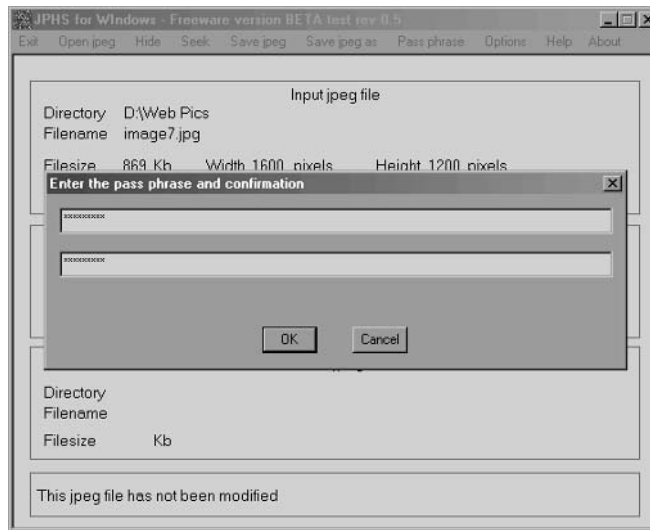 JPHS for WIndows - Freeware version BETA test rev 0.5
Exit Open jpeg Hide Seek Save jpeg Save jpeg as Pass phrase Options Help About
Input jpeg file
Directory D:\Web Pics
Filename image7.jpg
Filesize 869 Kb Width 1600 pixels Height 1200 pixels
Enter the pass phrase and confirmation
*********
*********
OK Cancel
Directory
Filename
Filesize Kb
This jpeg file has not been modified